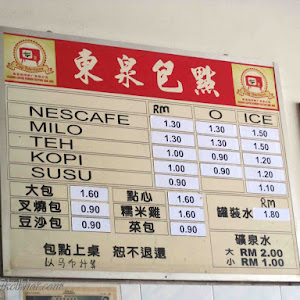 東泉包點
RM O ICE
NESCAFE 1.30 1.30 1.50
MILO 1.30 1.50
TEH 1.00 0.90 1.30
KOPI 1.00 0.90 1.20
SUSU 0.90 1.10
大包 1.60 點心 1.60
叉燒包 0.90 糯米雞 2.50 罐裝水 RM 1.80
豆沙包 0.90 菜包 0.90
礦泉水
包點上桌 恕不退還 大 RM 2.00
小 RM 1.00